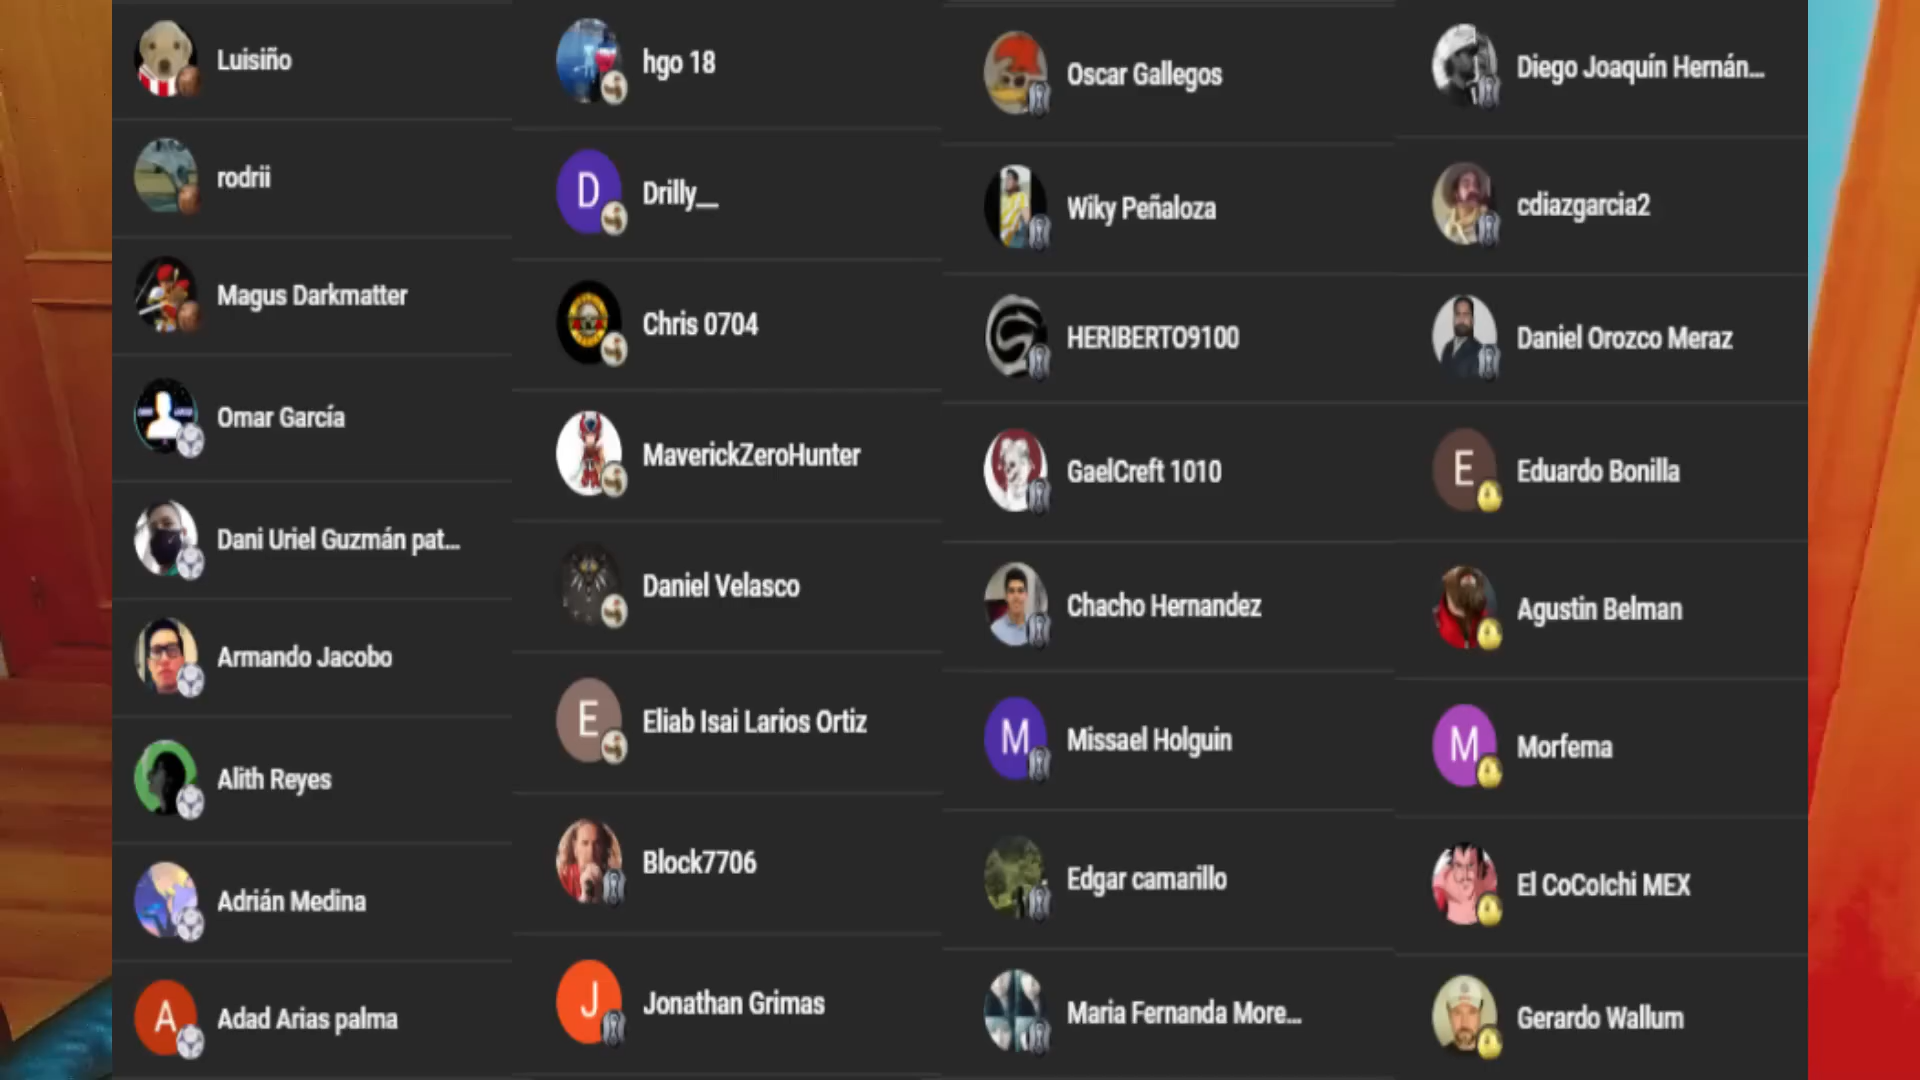 Luisiño
rodrii
Magus Darkmatter
Omar García
Dani Uriel Guzmán pat...
Armando Jacobo
Alith Reyes
Adrián Medina
A
Adad Arias palma
hgo 18
D
Drilly__
Chris 0704
MaverickZeroHunter
Daniel Velasco
E
Eliab Isai Larios Ortiz
Block7706
J
Jonathan Grimas
Oscar Gallegos
Wiky Peñaloza
HERIBERTO9100
GaelCreft 1010
Chacho Hernandez
M
Missael Holguin
Edgar camarillo
Maria Fernanda More...
Diego Joaquín Hernán...
cdiazgarcia2
Daniel Orozco Meraz
E
Eduardo Bonilla
Agustin Belman
M
Morfema
El CoCoIchi MEX
Gerardo Wallum